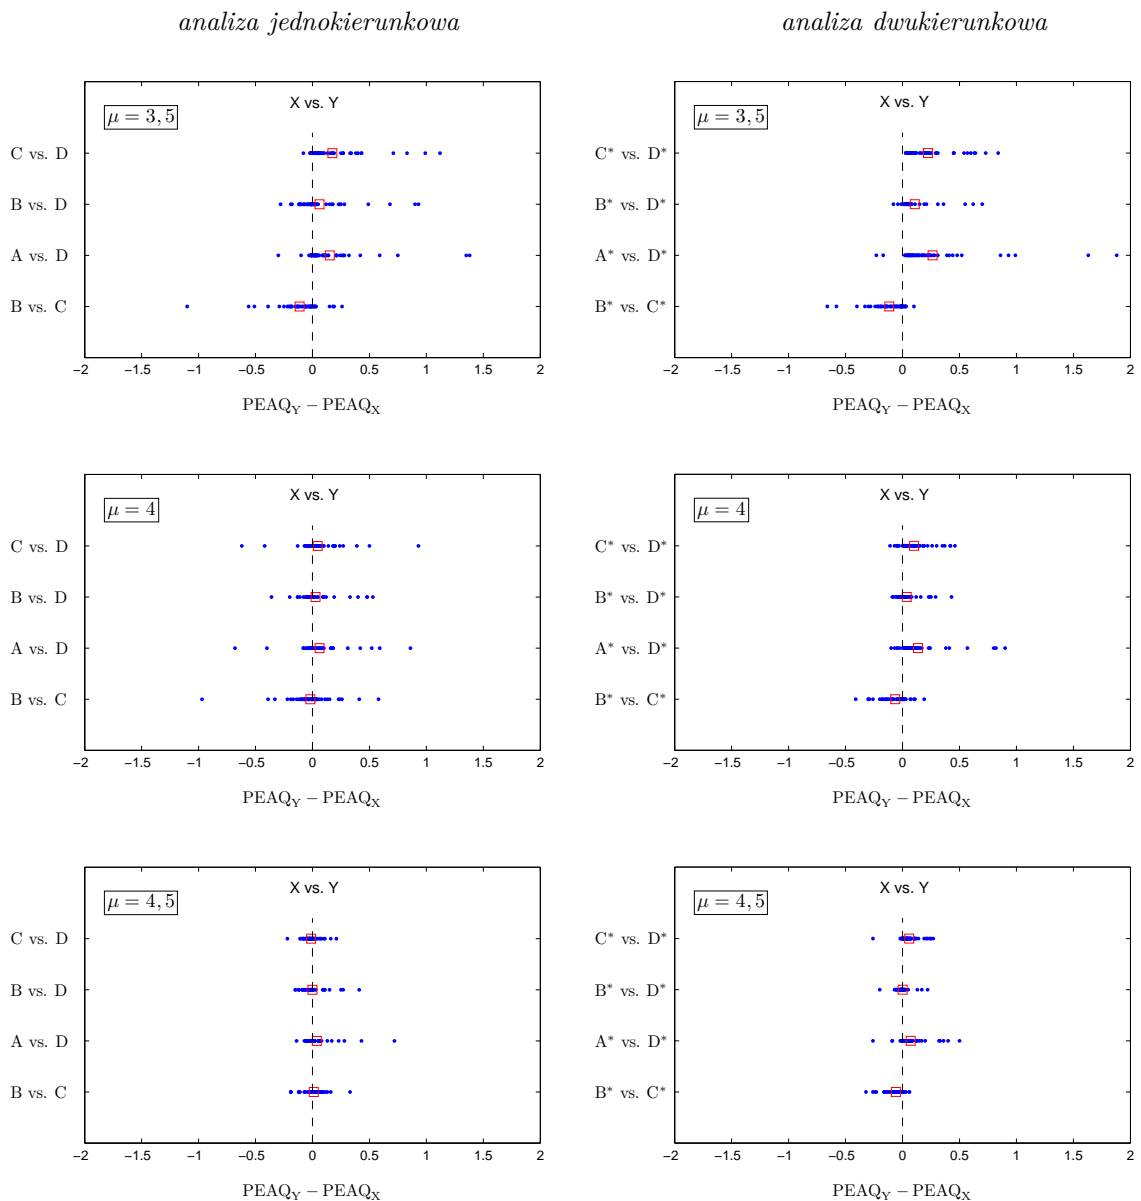 analiza jednokierunkowa
analiza dwukierunkowa
X vs. Y
μ = 3, 5
C vs. D
B vs. D
A vs. D
B vs. C
−2 −1.5 −1 −0.5 0 0.5 1 1.5 2
PEAQ_Y − PEAQ_X
X vs. Y
μ = 3, 5
C* vs. D*
B* vs. D*
A* vs. D*
B* vs. C*
−2 −1.5 −1 −0.5 0 0.5 1 1.5 2
PEAQ_Y − PEAQ_X
X vs. Y
μ = 4
C vs. D
B vs. D
A vs. D
B vs. C
−2 −1.5 −1 −0.5 0 0.5 1 1.5 2
PEAQ_Y − PEAQ_X
X vs. Y
μ = 4
C* vs. D*
B* vs. D*
A* vs. D*
B* vs. C*
−2 −1.5 −1 −0.5 0 0.5 1 1.5 2
PEAQ_Y − PEAQ_X
X vs. Y
μ = 4, 5
C vs. D
B vs. D
A vs. D
B vs. C
−2 −1.5 −1 −0.5 0 0.5 1 1.5 2
PEAQ_Y − PEAQ_X
X vs. Y
μ = 4, 5
C* vs. D*
B* vs. D*
A* vs. D*
B* vs. C*
−2 −1.5 −1 −0.5 0 0.5 1 1.5 2
PEAQ_Y − PEAQ_X